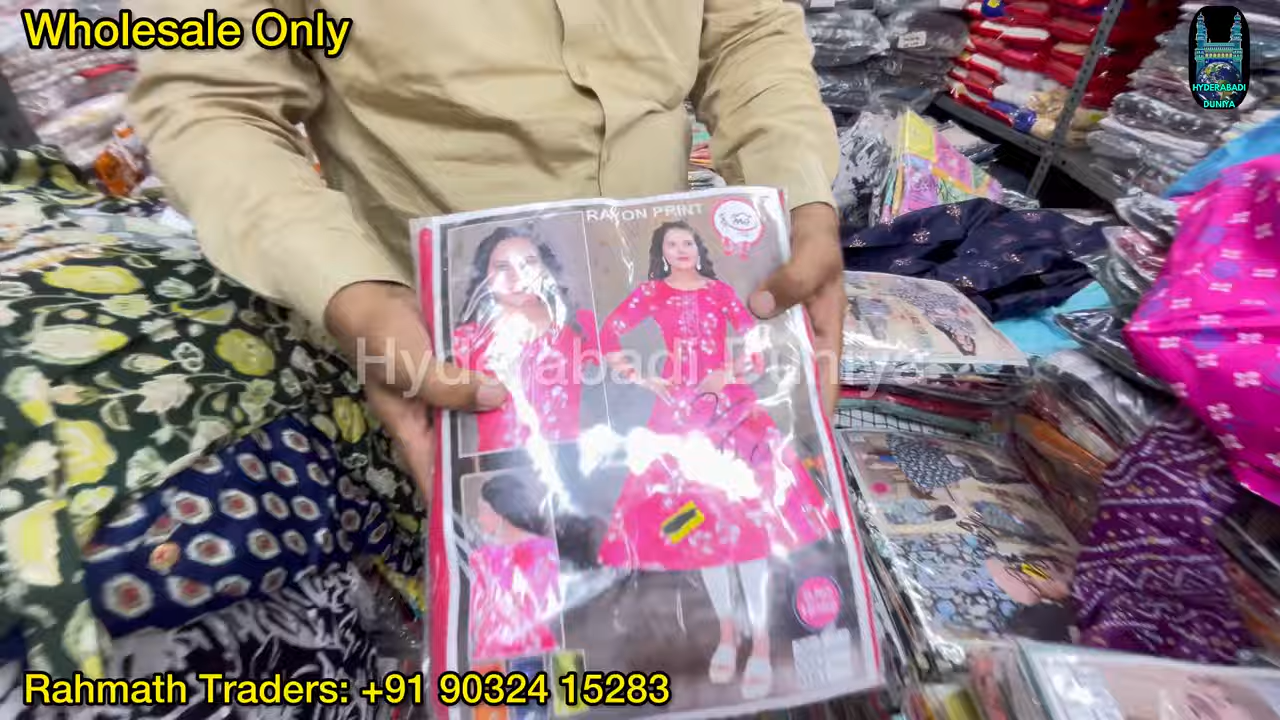 Wholesale Only
HYDERABADI
DUNIYA
RAYON PRINT
Hyderabadi Duniya
Rahmath Traders: +91 90324 15283